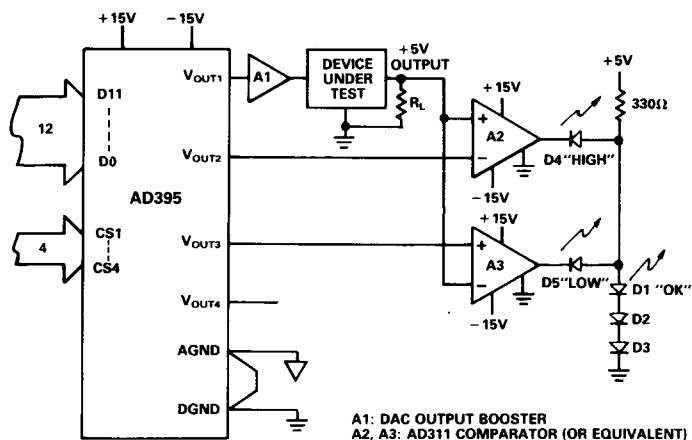 +15V
-15V
D11
12
D0
CS1
4
CS4
AD395
VOUT1
VOUT2
VOUT3
VOUT4
AGND
DGND
A1
DEVICE
UNDER
TEST
+5V
OUTPUT
RL
+15V
+
A2
-
-15V
D4 "HIGH"
+5V
330Ω
+15V
+
A3
-
-15V
D5 "LOW"
D1 "OK"
D2
D3
A1: DAC OUTPUT BOOSTER
A2, A3: AD311 COMPARATOR (OR EQUIVALENT)